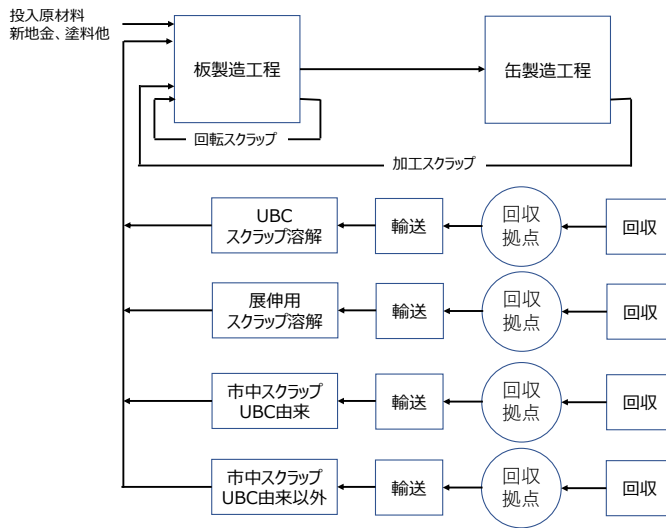 投入原材料
新地金、塗料他
板製造工程
缶製造工程
回転スクラップ
加工スクラップ
UBC
スクラップ溶解
輸送
回収
拠点
回収
展伸用
スクラップ溶解
輸送
回収
拠点
回収
市中スクラップ
UBC由来
輸送
回収
拠点
回収
市中スクラップ
UBC由来以外
輸送
回収
拠点
回収